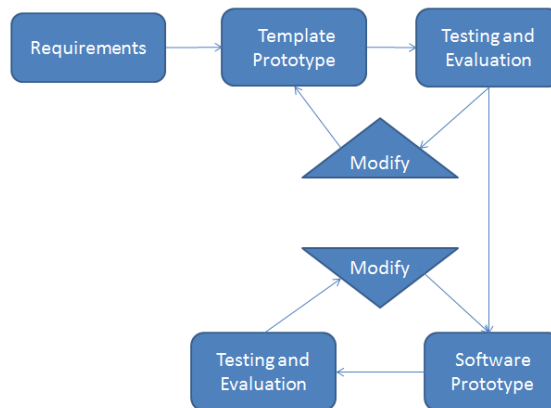 Requirements
Template
Prototype
Testing and
Evaluation
Modify
Modify
Testing and
Evaluation
Software
Prototype